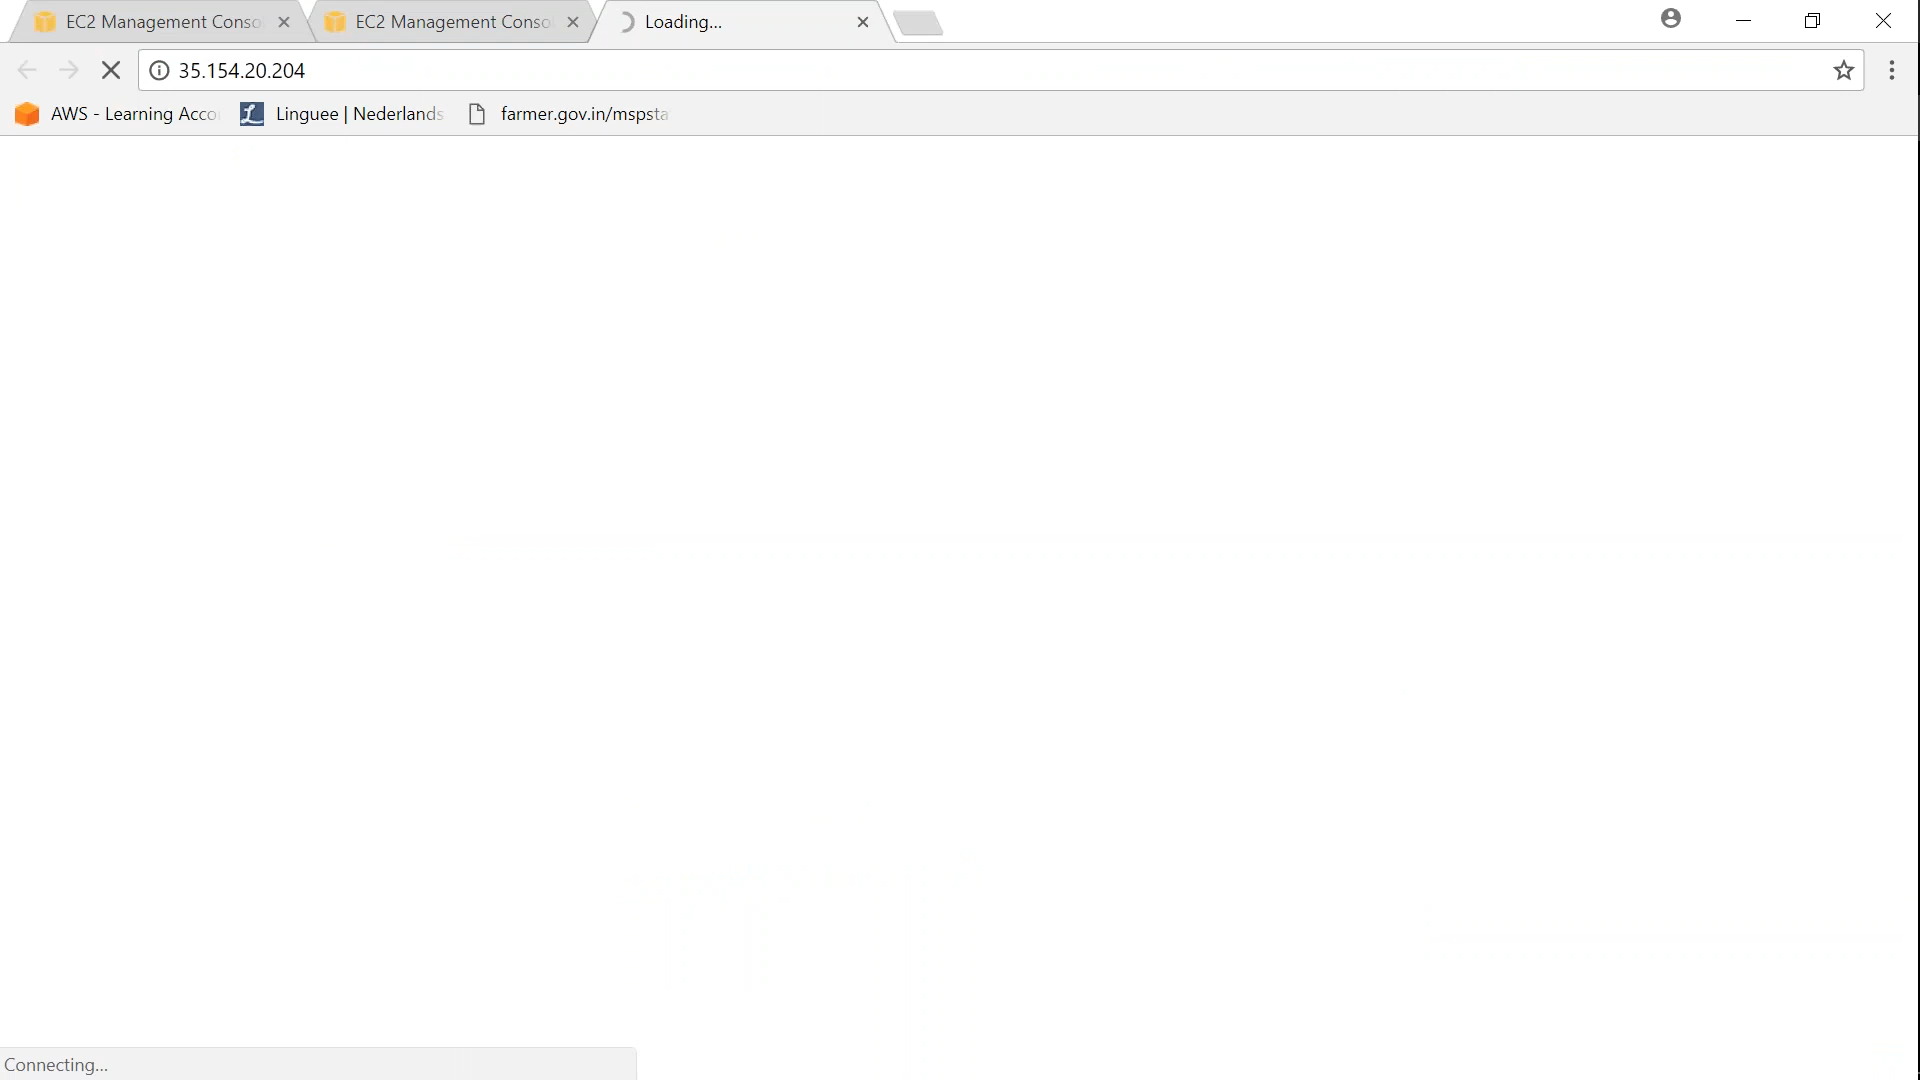 EC2 Management Conso
EC2 Management Conso
Loading...
35.154.20.204
AWS - Learning Acco
Linguee | Nederlands
farmer.gov.in/mspsta
Connecting...